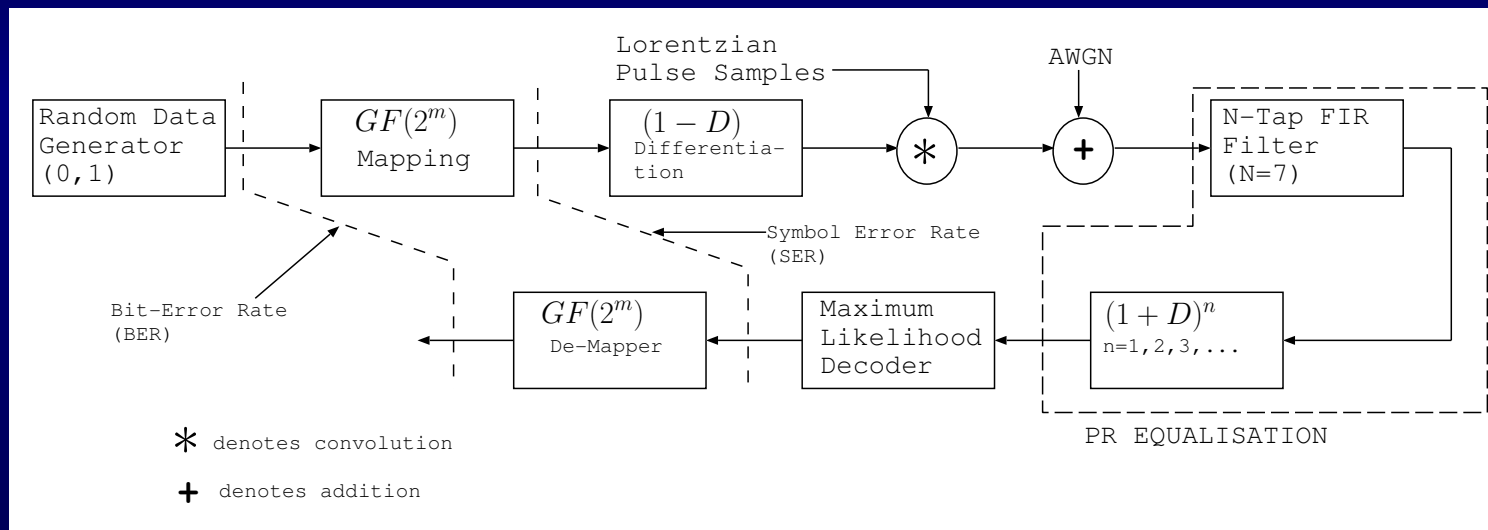 Lorentzian
Pulse Samples
AWGN
Random Data
Generator
(0,1)
GF(2^m)
Mapping
(1 − D)
Differentia-
tion
*
+
N-Tap FIR
Filter
(N=7)
Symbol Error Rate
(SER)
Bit-Error Rate
(BER)
GF(2^m)
De-Mapper
Maximum
Likelihood
Decoder
(1 + D)^n
n=1,2,3,...
PR EQUALISATION
* denotes convolution
+ denotes addition